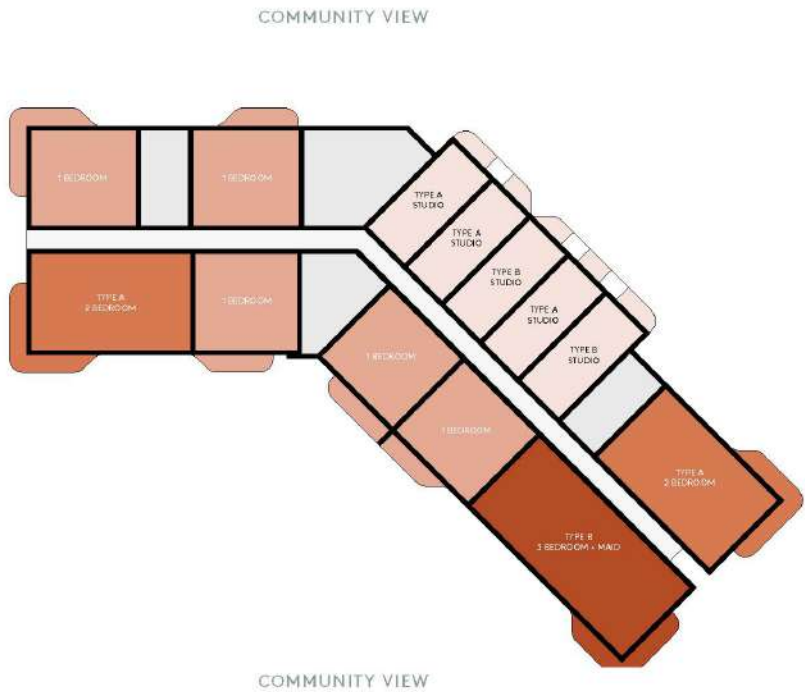 COMMUNITY VIEW
1 BEDROOM
1 BEDROOM
TYPE A
STUDIO
TYPE A
STUDIO
TYPE B
STUDIO
TYPE A
STUDIO
TYPE B
STUDIO
TYPE A
2 BEDROOM
1 BEDROOM
1 BEDROOM
1 BEDROOM
TYPE A
2 BEDROOM
TYPE B
3 BEDROOM + MAID
COMMUNITY VIEW